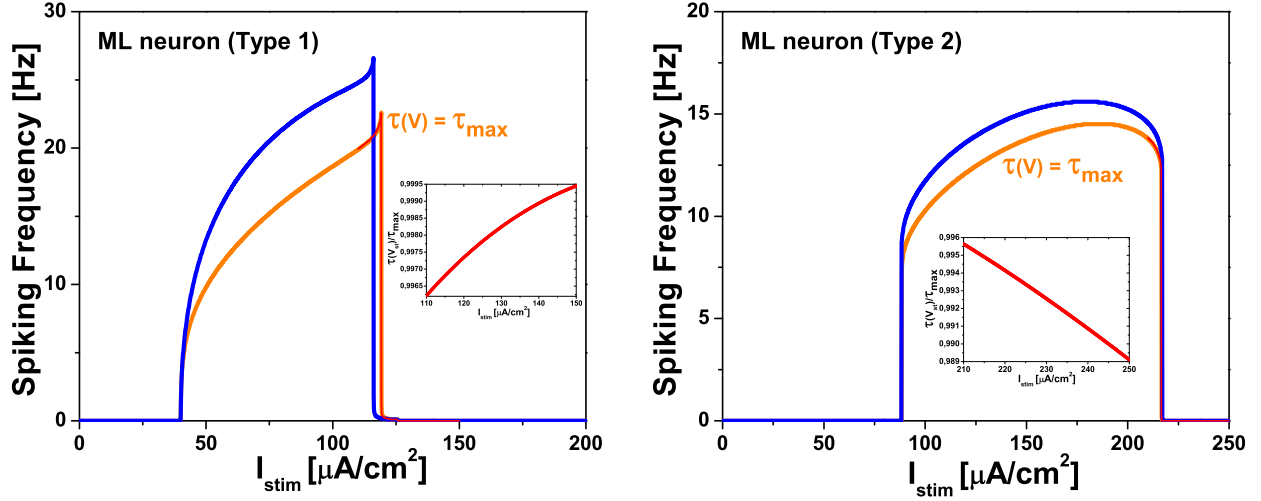 ML neuron (Type 1)
Spiking Frequency [Hz]
30
20
10
0
τ(V) = τmax
τ(Vst)/τmax
0,9995
0,9990
0,9985
0,9980
0,9975
0,9970
0,9965
110 120 130 140 150
Istim [μA/cm²]
0 50 100 150 200
Istim [μA/cm²]
ML neuron (Type 2)
Spiking Frequency [Hz]
20
15
10
5
0
τ(V) = τmax
τ(Vst)/τmax
0,996
0,995
0,994
0,993
0,992
0,991
0,990
0,989
210 220 230 240 250
Istim [μA/cm²]
0 50 100 150 200 250
Istim [μA/cm²]